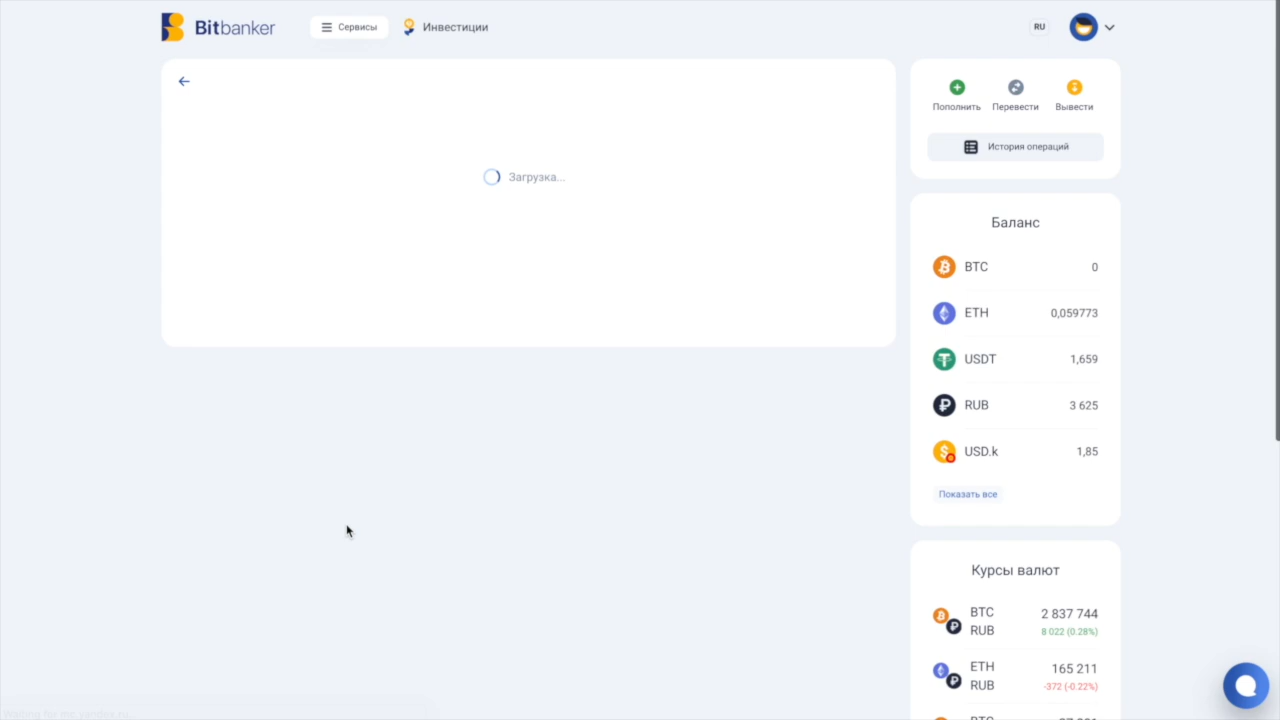 Bitbanker
Сервисы
Инвестиции
RU
Загрузка...
Пополнить
Перевести
Вывести
История операций
Баланс
BTC 0
ETH 0,059773
USDT 1,659
RUB 3 625
USD.k 1,85
Показать все
Курсы валют
BTC 2 837 744
RUB 8 022 (0.28%)
ETH 165 211
RUB -372 (-0.22%)